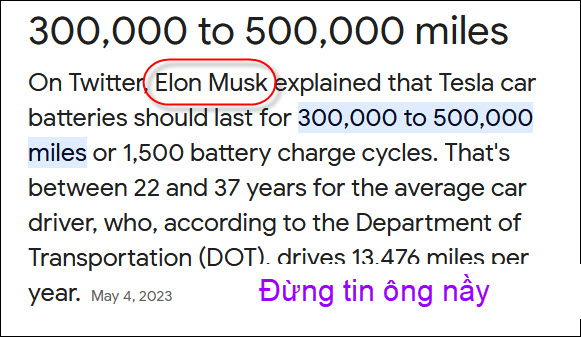 300,000 to 500,000 miles
On Twitter, Elon Musk explained that Tesla car
batteries should last for 300,000 to 500,000
miles or 1,500 battery charge cycles. That's
between 22 and 37 years for the average car
driver, who, according to the Department of
Transportation (DOT), drives 13,476 miles per
year. May 4, 2023
Đừng tin ông nầy